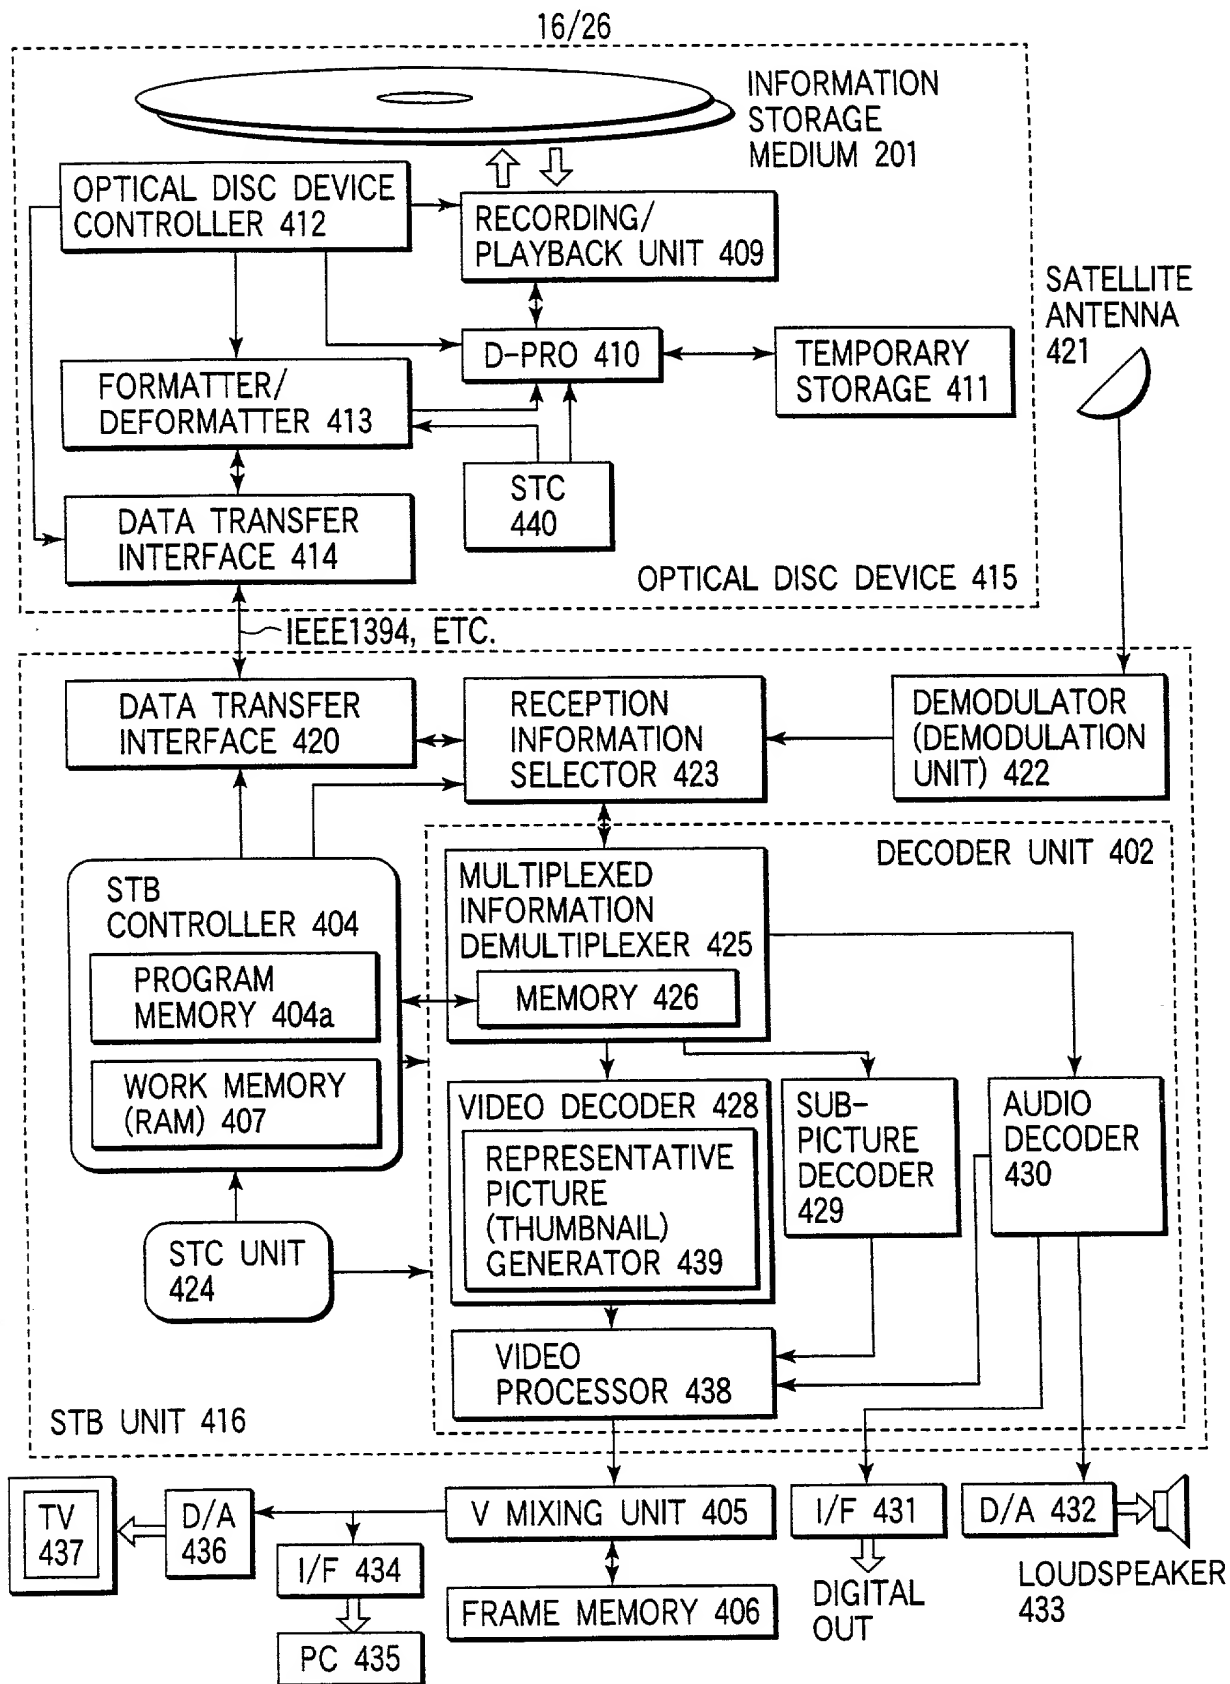 16/26
INFORMATION
STORAGE
MEDIUM 201
OPTICAL DISC DEVICE
CONTROLLER 412
RECORDING/
PLAYBACK UNIT 409
SATELLITE
ANTENNA
421
D-PRO 410
TEMPORARY
STORAGE 411
FORMATTER/
DEFORMATTER 413
STC
440
DATA TRANSFER
INTERFACE 414
OPTICAL DISC DEVICE 415
IEEE1394, ETC.
DATA TRANSFER
INTERFACE 420
RECEPTION
INFORMATION
SELECTOR 423
DEMODULATOR
(DEMODULATION
UNIT) 422
DECODER UNIT 402
STB
CONTROLLER 404
PROGRAM
MEMORY 404a
WORK MEMORY
(RAM) 407
MULTIPLEXED
INFORMATION
DEMULTIPLEXER 425
MEMORY 426
VIDEO DECODER 428
REPRESENTATIVE
PICTURE
(THUMBNAIL)
GENERATOR 439
SUB-
PICTURE
DECODER
429
AUDIO
DECODER
430
STC UNIT
424
VIDEO
PROCESSOR 438
STB UNIT 416
TV
437
D/A
436
I/F 434
PC 435
V MIXING UNIT 405
FRAME MEMORY 406
I/F 431
DIGITAL
OUT
D/A 432
LOUDSPEAKER
433